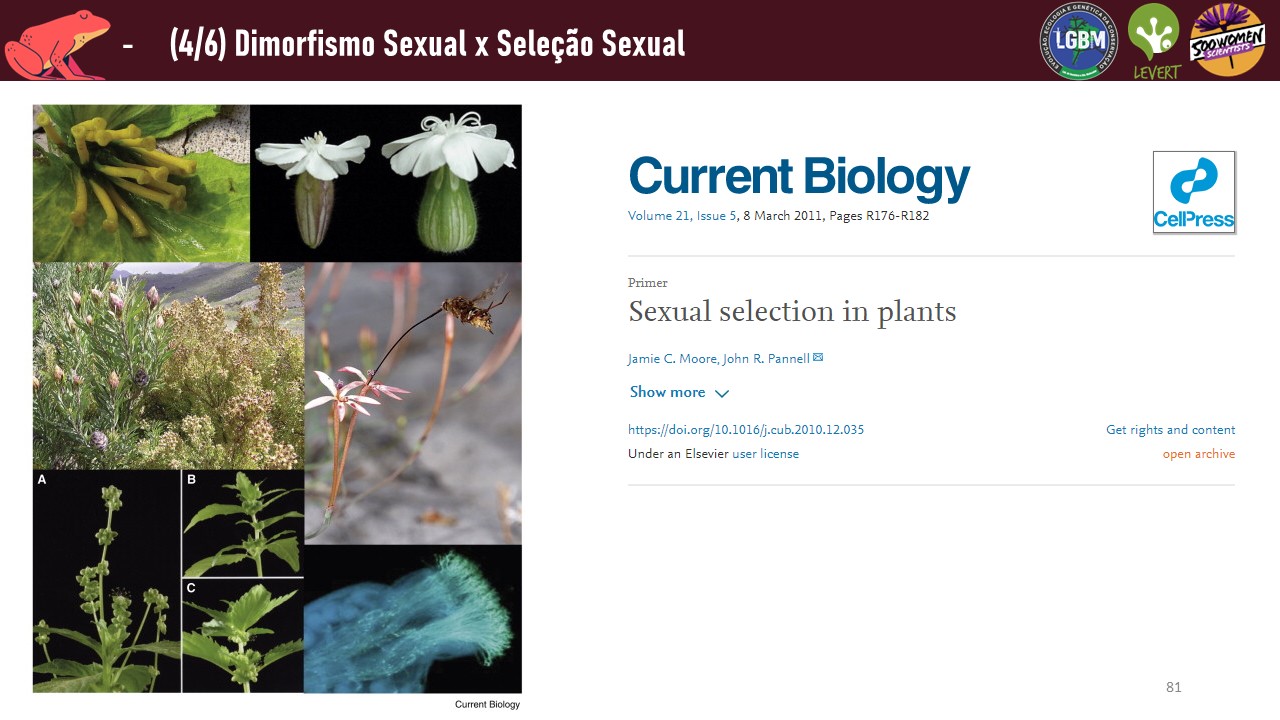 - (4/6) Dimorfismo Sexual x Seleção Sexual
EVOLUÇÃO, ECOLOGIA E GENÉTICA DA CONSERVAÇÃO
LGBM
LEVERT
500 WOMEN
SCIENTISTS
A
B
C
Current Biology
Current Biology
Volume 21, Issue 5, 8 March 2011, Pages R176-R182
CellPress
Primer
Sexual selection in plants
Jamie C. Moore, John R. Pannell
Show more
https://doi.org/10.1016/j.cub.2010.12.035
Get rights and content
Under an Elsevier user license
open archive
81